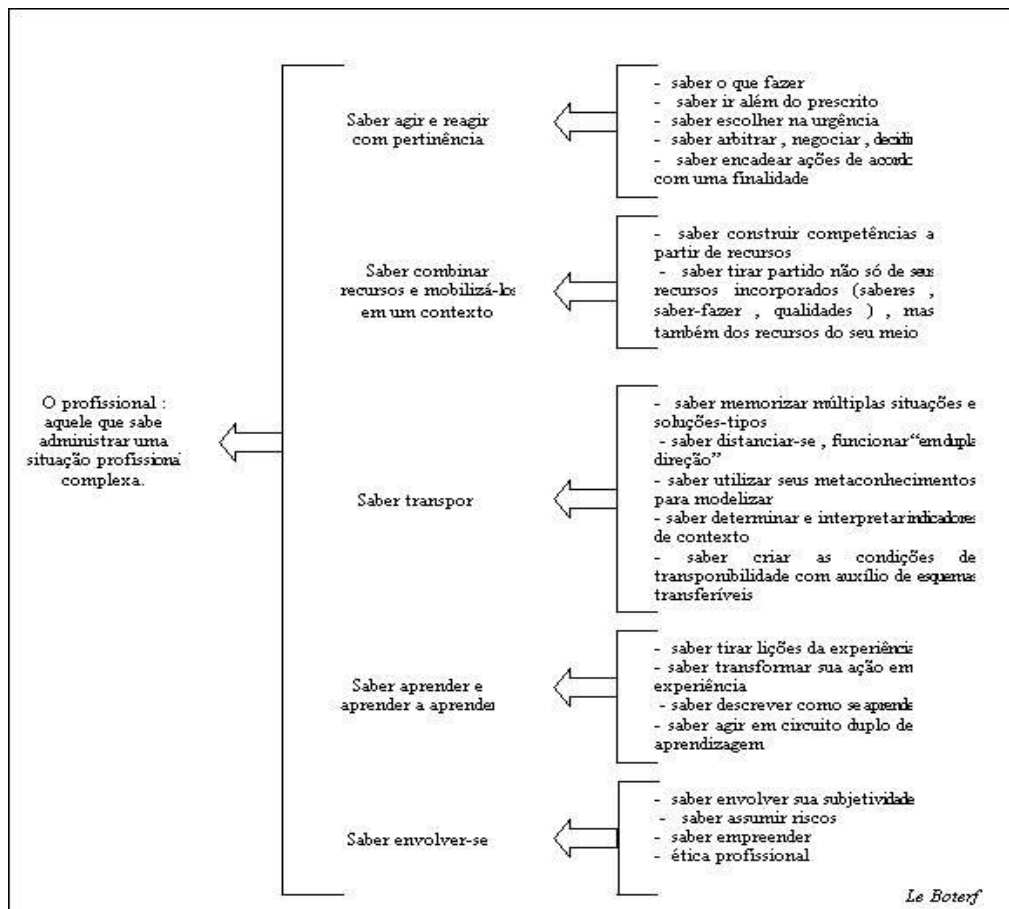 O profissional :
aquele que sabe
administrar uma
situação profissional
complexa.
Saber agir e reagir
com pertinência
- saber o que fazer
- saber ir além do prescrito
- saber escolher na urgência
- saber arbitrar , negociar , decidir
- saber encadear ações de acordo
com uma finalidade
Saber combinar
recursos e mobilizá-los
em um contexto
- saber construir competências a
partir de recursos
- saber tirar partido não só de seus
recursos incorporados (saberes ,
saber-fazer , qualidades ) , mas
também dos recursos do seu meio
Saber transpor
- saber memorizar múltiplas situações e
soluções-tipos
- saber distanciar-se , funcionar “em dupla
direção”
- saber utilizar seus metaconhecimentos
para modelizar
- saber determinar e interpretar indicadores
de contexto
- saber criar as condições de
transponibilidade com auxílio de esquemas
transferíveis
Saber aprender e
aprender a aprender
- saber tirar lições da experiência
- saber transformar sua ação em
experiência
- saber descrever como se aprende
- saber agir em circuito duplo de
aprendizagem
Saber envolver-se
- saber envolver sua subjetividade
- saber assumir riscos
- saber empreender
- ética profissional
Le Boterf